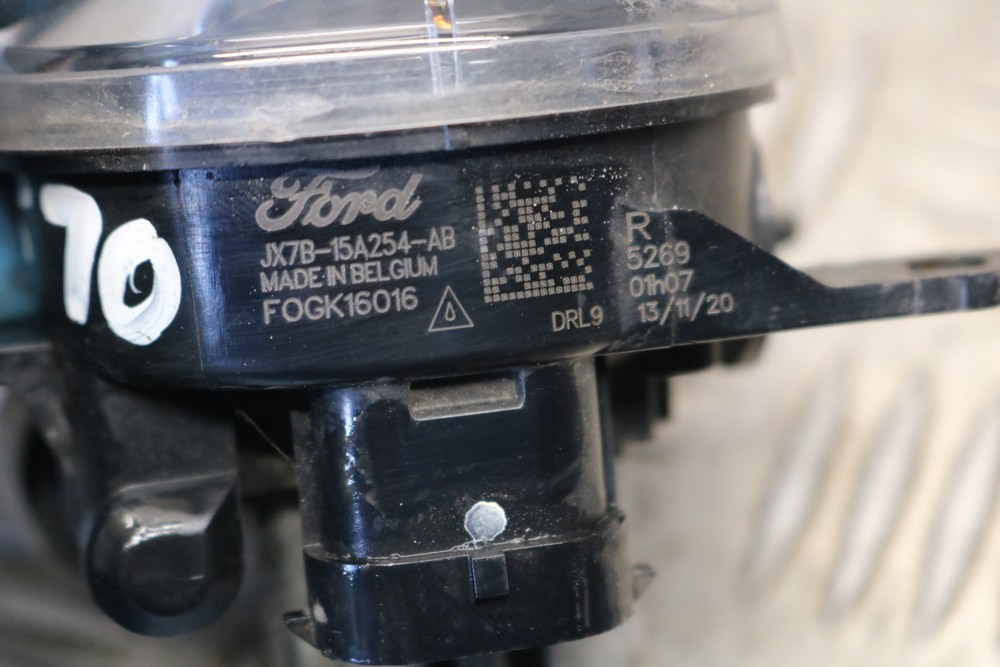 70
Ford
JX7B-15A254-AB
MADE IN BELGIUM
FOGK16016
DRL9
R
5269
01h07
13/11/20